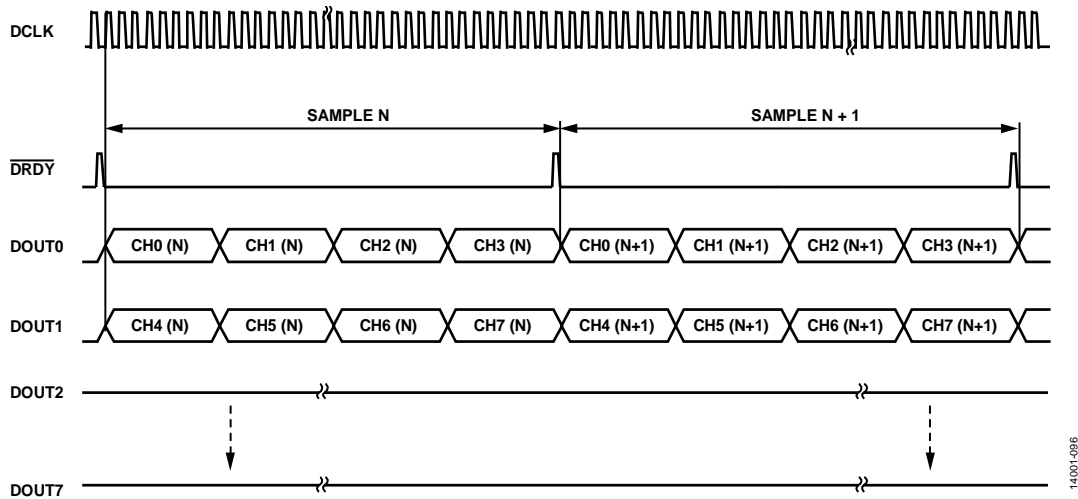 DCLK
SAMPLE N
SAMPLE N + 1
DRDY
DOUT0
CH0 (N)
CH1 (N)
CH2 (N)
CH3 (N)
CH0 (N+1)
CH1 (N+1)
CH2 (N+1)
CH3 (N+1)
DOUT1
CH4 (N)
CH5 (N)
CH6 (N)
CH7 (N)
CH4 (N+1)
CH5 (N+1)
CH6 (N+1)
CH7 (N+1)
DOUT2
DOUT7
14001-096